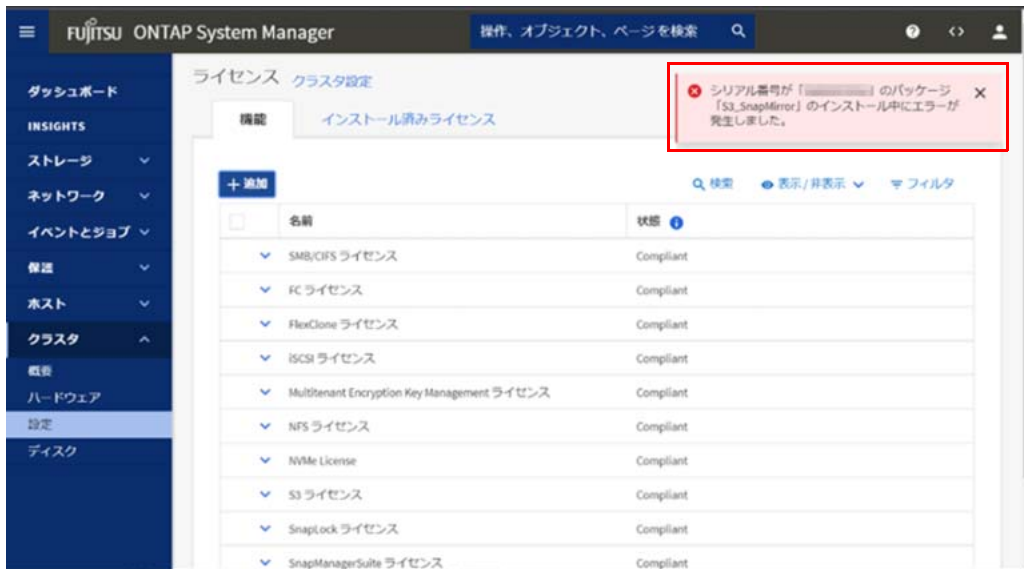 FUJITSU ONTAP System Manager
操作、オブジェクト、ページを検索
ダッシュボード
INSIGHTS
ストレージ
ネットワーク
イベントとジョブ
保護
ホスト
クラスタ
概要
ハードウェア
設定
ディスク
ライセンス クラスタ設定
シリアル番号が「 」のパッケージ
「S3_SnapMirror」のインストール中にエラーが
発生しました。
機能 インストール済みライセンス
+ 追加
検索 表示/非表示 フィルタ
名前 状態
SMB/CIFS ライセンス Compliant
FC ライセンス Compliant
FlexClone ライセンス Compliant
iSCSI ライセンス Compliant
Multitenant Encryption Key Management ライセンス Compliant
NFS ライセンス Compliant
NVMe License Compliant
S3 ライセンス Compliant
SnapLock ライセンス Compliant
SnapManagerSuite ライセンス Compliant